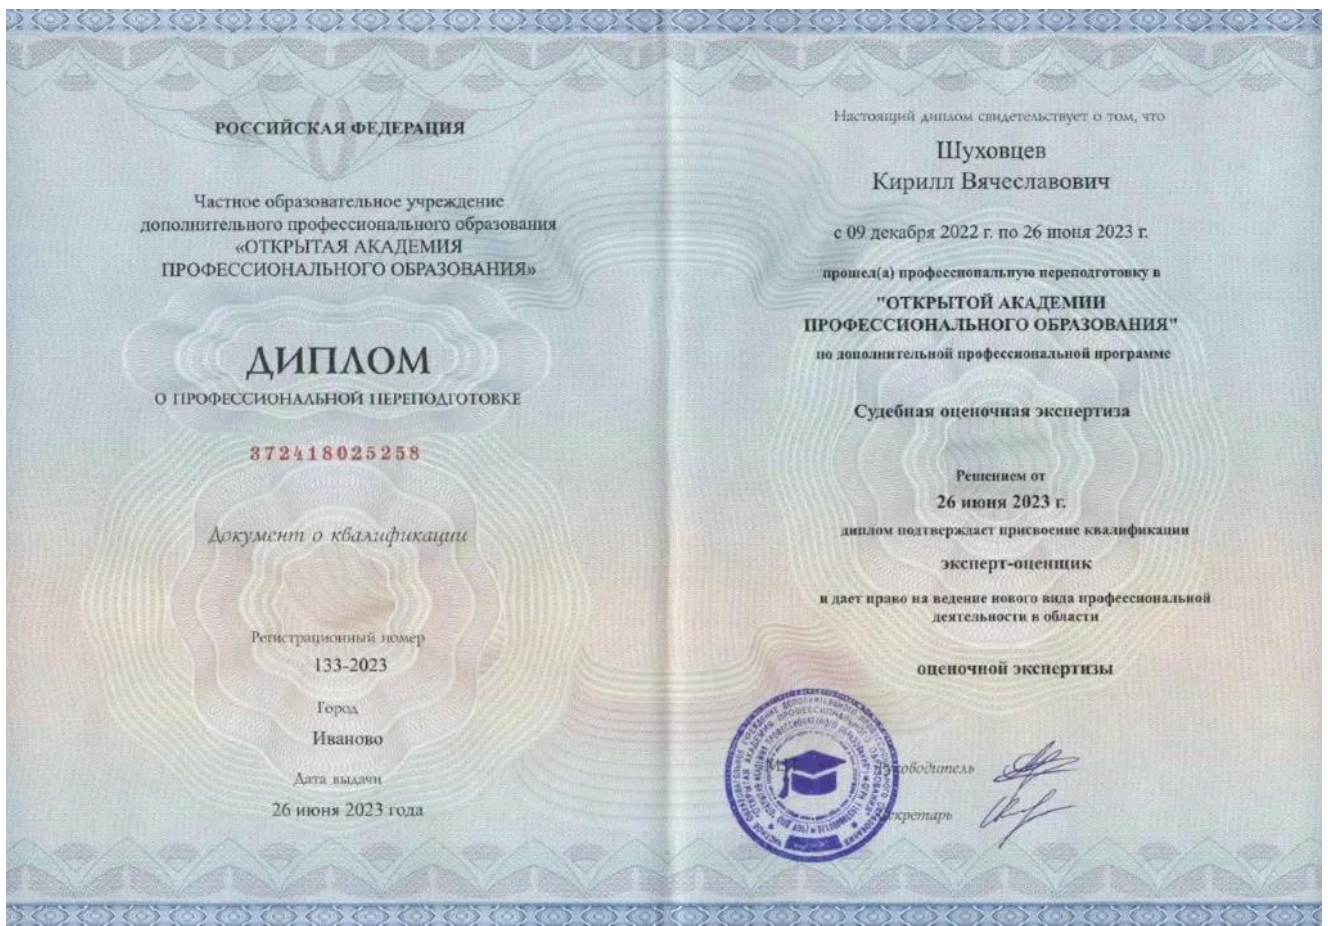 РОССИЙСКАЯ ФЕДЕРАЦИЯ
Частное образовательное учреждение
дополнительного профессионального образования
«ОТКРЫТАЯ АКАДЕМИЯ
ПРОФЕССИОНАЛЬНОГО ОБРАЗОВАНИЯ»
ДИПЛОМ
О ПРОФЕССИОНАЛЬНОЙ ПЕРЕПОДГОТОВКЕ
372418025258
Документ о квалификации
Регистрационный номер
133-2023
Город
Иваново
Дата выдачи
26 июня 2023 года
Настоящий диплом свидетельствует о том, что
Шуховцев
Кирилл Вячеславович
с 09 декабря 2022 г. по 26 июня 2023 г.
прошел(а) профессиональную переподготовку в
"ОТКРЫТОЙ АКАДЕМИИ
ПРОФЕССИОНАЛЬНОГО ОБРАЗОВАНИЯ"
по дополнительной профессиональной программе
Судебная оценочная экспертиза
Решением от
26 июня 2023 г.
диплом подтверждает присвоение квалификации
эксперт-оценщик
и дает право на ведение нового вида профессиональной
деятельности в области
оценочной экспертизы
Руководитель
Секретарь